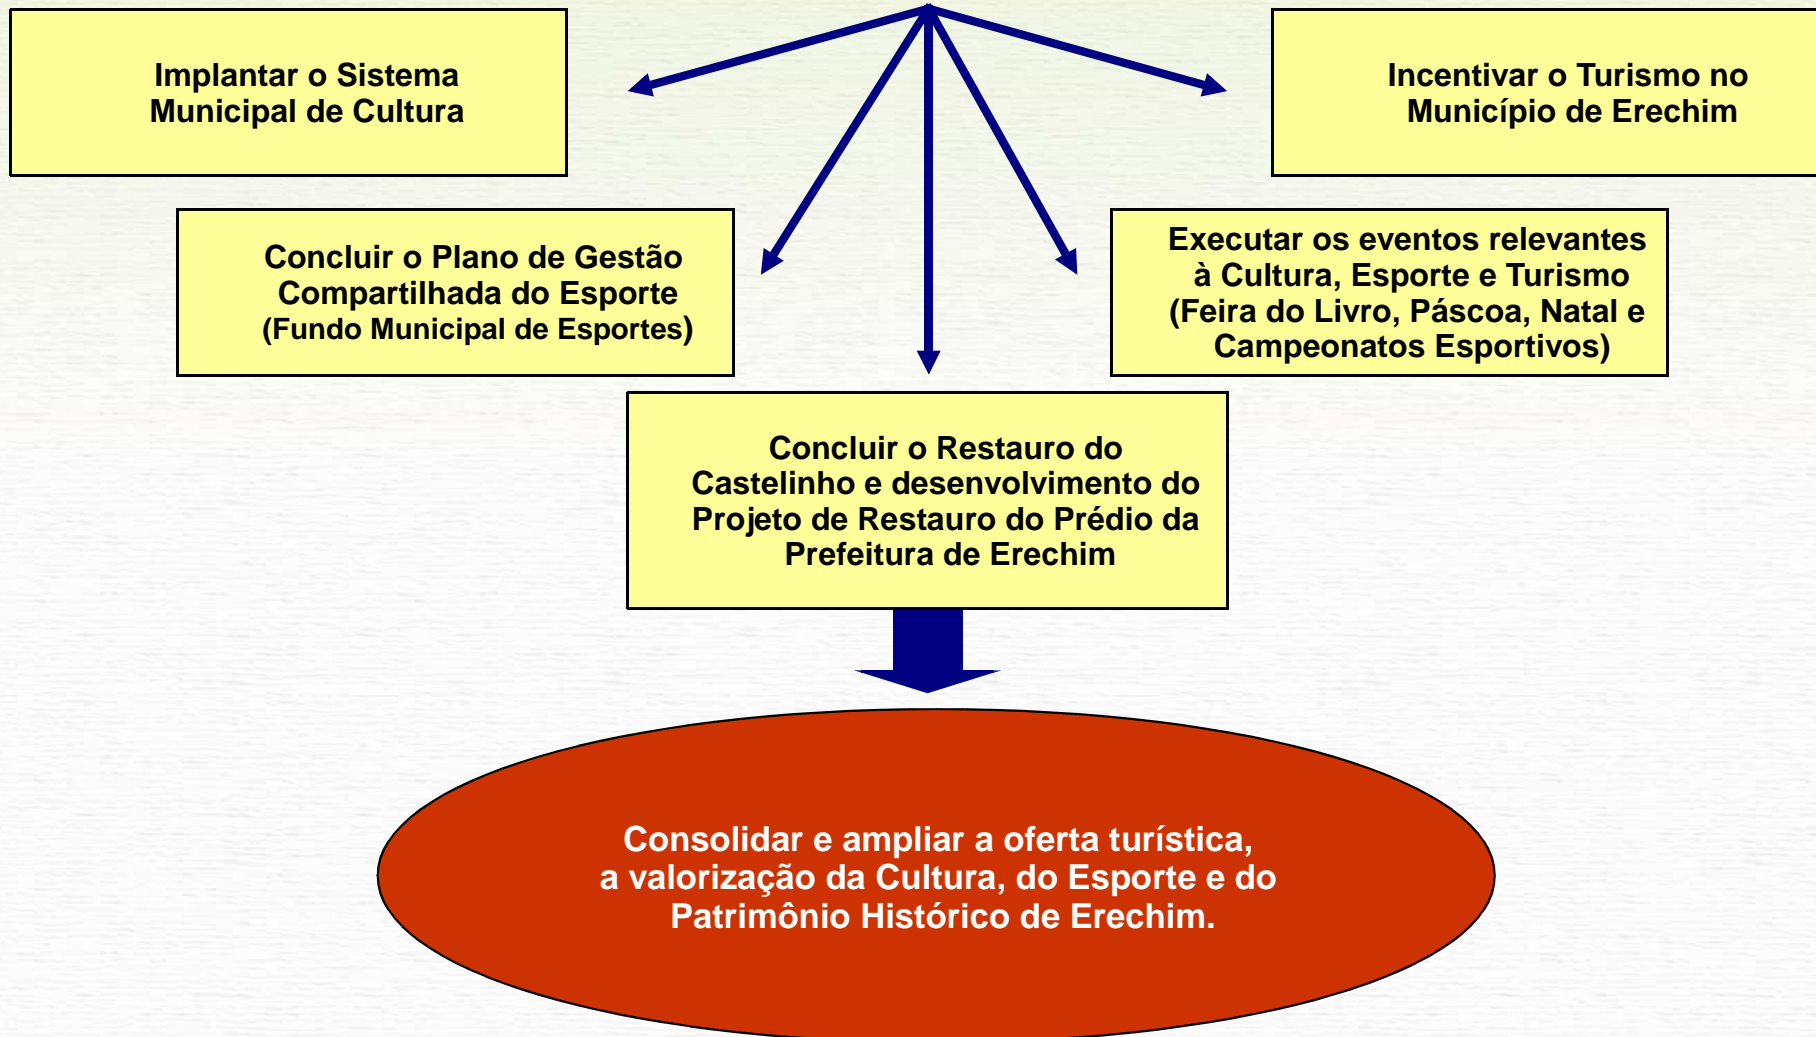 Implantar o Sistema
Municipal de Cultura
Incentivar o Turismo no
Município de Erechim
Concluir o Plano de Gestão
Compartilhada do Esporte
(Fundo Municipal de Esportes)
Executar os eventos relevantes
à Cultura, Esporte e Turismo
(Feira do Livro, Páscoa, Natal e
Campeonatos Esportivos)
Concluir o Restauro do
Castelinho e desenvolvimento do
Projeto de Restauro do Prédio da
Prefeitura de Erechim
Consolidar e ampliar a oferta turística,
a valorização da Cultura, do Esporte e do
Patrimônio Histórico de Erechim.